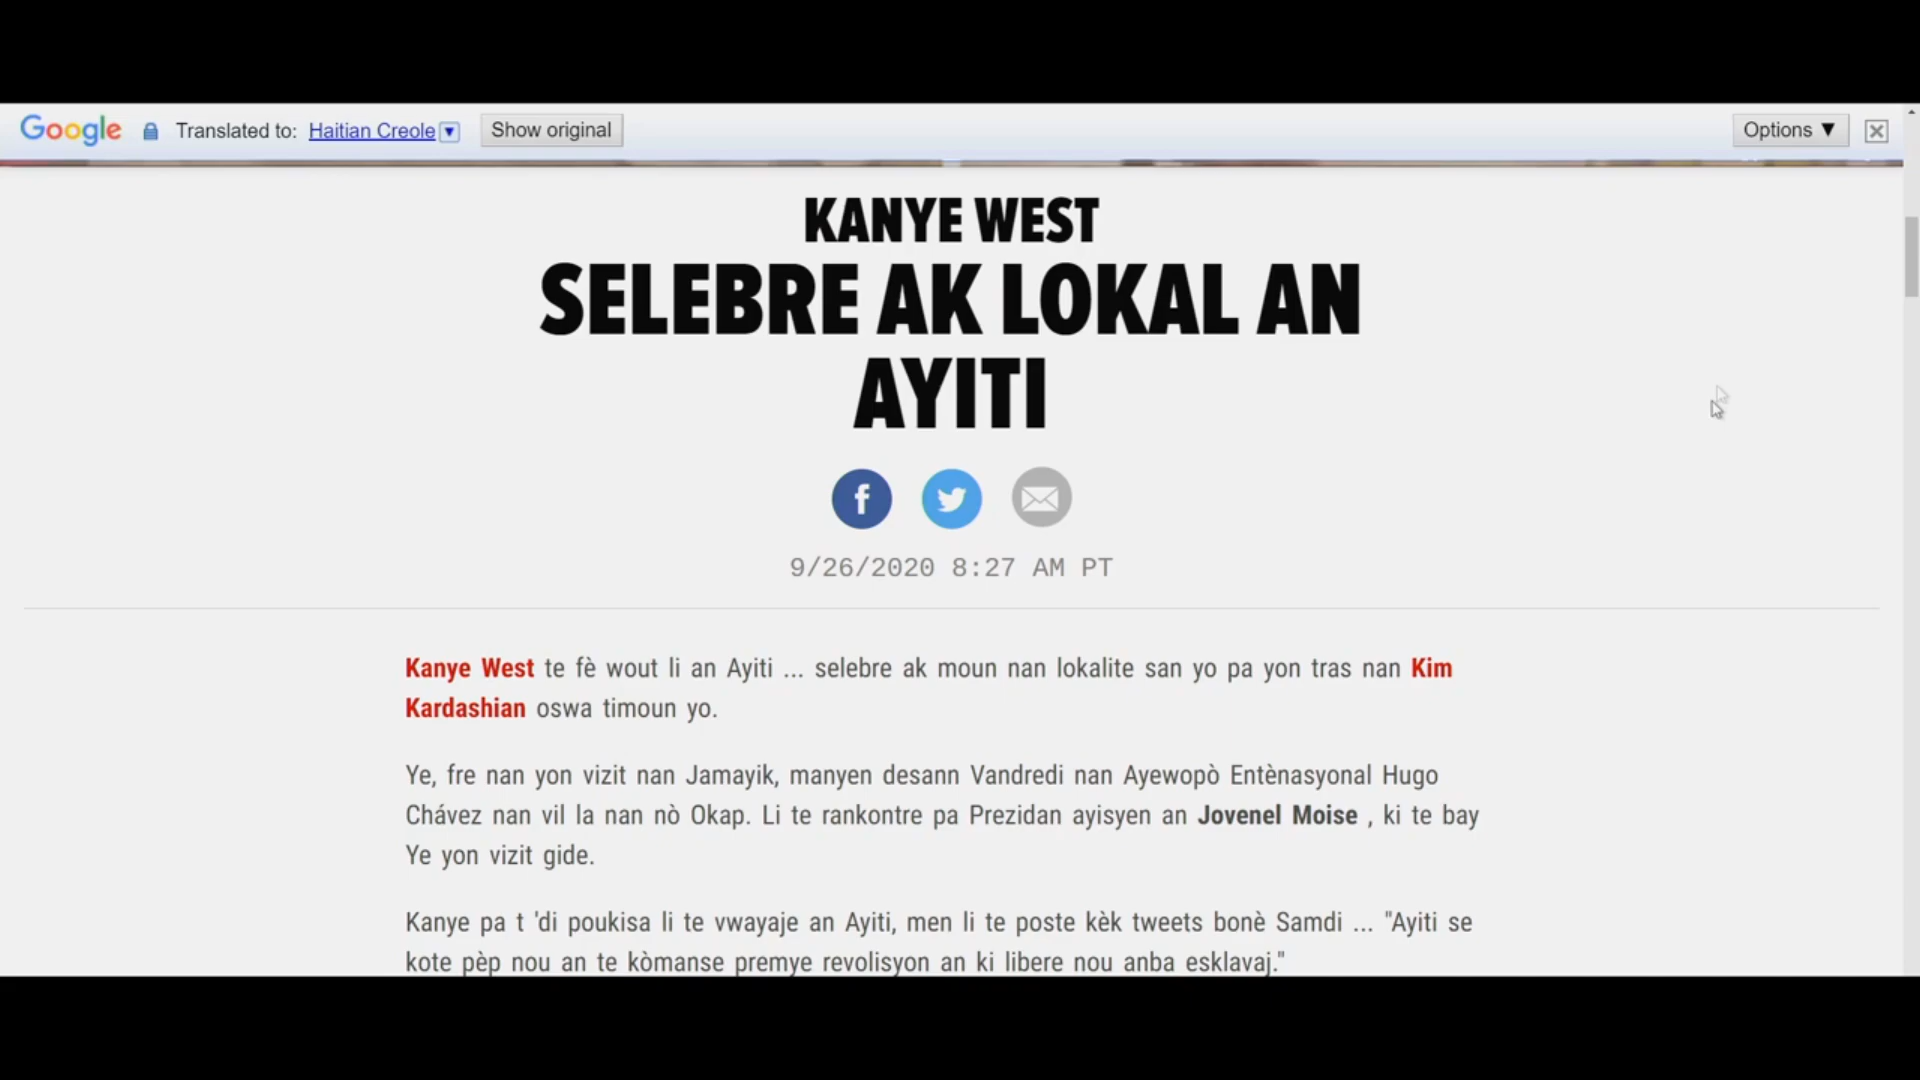 Google Translated to: Haitian Creole ▼ Show original Options ▼
KANYE WEST
SELEBRE AK LOKAL AN
AYITI
9/26/2020 8:27 AM PT
Kanye West te fè wout li an Ayiti ... selebre ak moun nan lokalite san yo pa yon tras nan Kim
Kardashian oswa timoun yo.
Ye, fre nan yon vizit nan Jamayik, manyen desann Vandredi nan Ayewopò Entènasyonal Hugo
Chávez nan vil la nan nò Okap. Li te rankontre pa Prezidan ayisyen an Jovenel Moise , ki te bay
Ye yon vizit gide.
Kanye pa t 'di poukisa li te vwayaje an Ayiti, men li te poste kèk tweets bonè Samdi ... "Ayiti se
kote pèp nou an te kòmanse premye revolisyon an ki libere nou anba esklavaj."